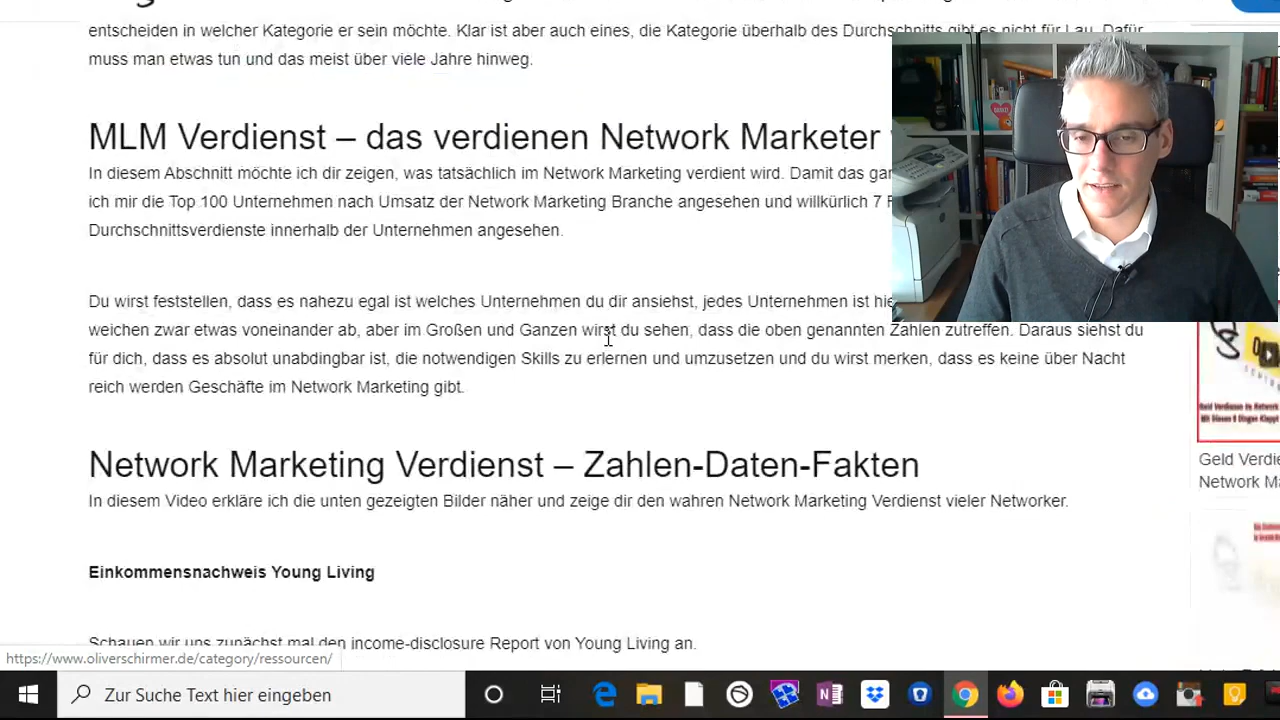 entscheiden in welcher Kategorie er sein möchte. Klar ist aber auch eines, die Kategorie überhalb des Durchschnitts gibt es nicht für Lau. Dafür
muss man etwas tun und das meist über viele Jahre hinweg.
MLM Verdienst – das verdienen Network Marketer
In diesem Abschnitt möchte ich dir zeigen, was tatsächlich im Network Marketing verdient wird. Damit das
ich mir die Top 100 Unternehmen nach Umsatz der Network Marketing Branche angesehen und willkürlich 7
Durchschnittsverdienste innerhalb der Unternehmen angesehen.
Du wirst feststellen, dass es nahezu egal ist welches Unternehmen du dir ansiehst, jedes Unternehmen ist
weichen zwar etwas voneinander ab, aber im Großen und Ganzen wirst du sehen, dass die oben genannten Zahlen zutreffen. Daraus siehst du
für dich, dass es absolut unabdingbar ist, die notwendigen Skills zu erlernen und umzusetzen und du wirst merken, dass es keine über Nacht
reich werden Geschäfte im Network Marketing gibt.
Network Marketing Verdienst – Zahlen-Daten-Fakten
In diesem Video erkläre ich die unten gezeigten Bilder näher und zeige dir den wahren Network Marketing Verdienst vieler Networker.
Einkommensnachweis Young Living
Schauen wir uns zunächst mal den income-disclosure Report von Young Living an.
Geld
Network
https://www.oliverschirmer.de/category/ressourcen/
Zur Suche Text hier eingeben